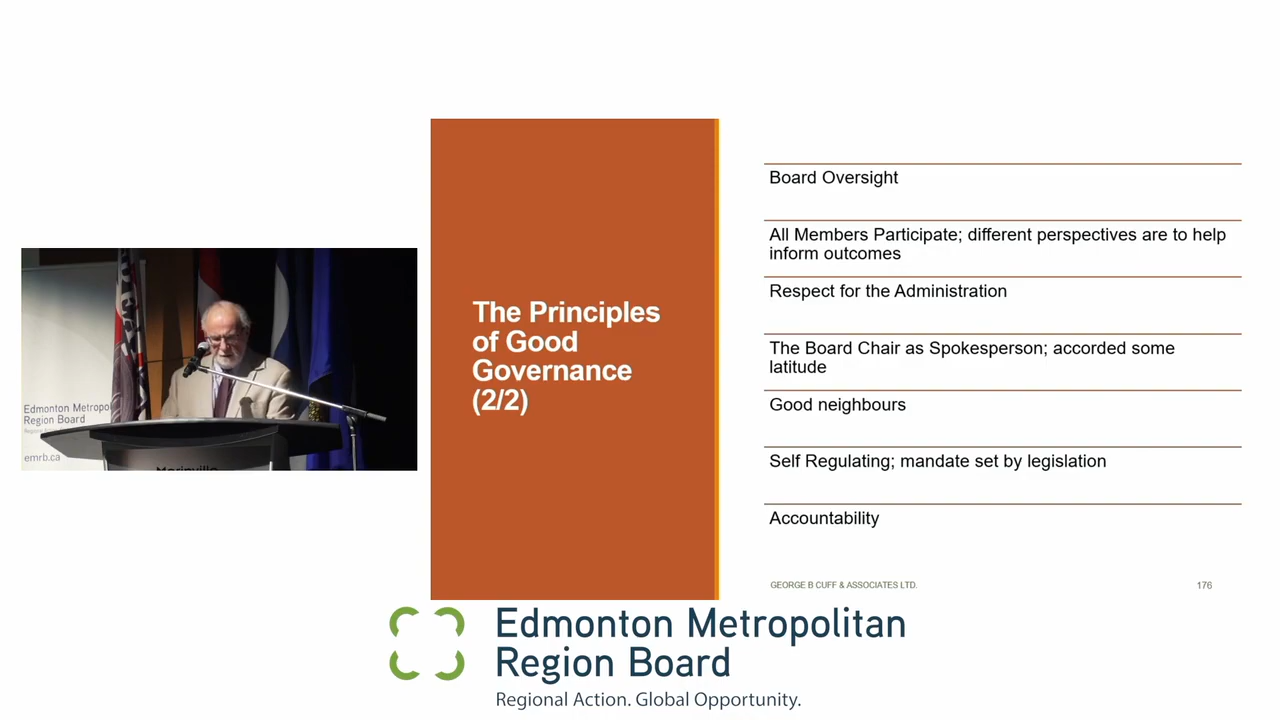 The Principles
of Good
Governance
(2/2)
Board Oversight
All Members Participate; different perspectives are to help
inform outcomes
Respect for the Administration
The Board Chair as Spokesperson; accorded some
latitude
Good neighbours
Self Regulating; mandate set by legislation
Accountability
GEORGE B CUFF & ASSOCIATES LTD.
176
Edmonton Metropol
Region Board
emrb.ca
Morinville
Edmonton Metropolitan
Region Board
Regional Action. Global Opportunity.